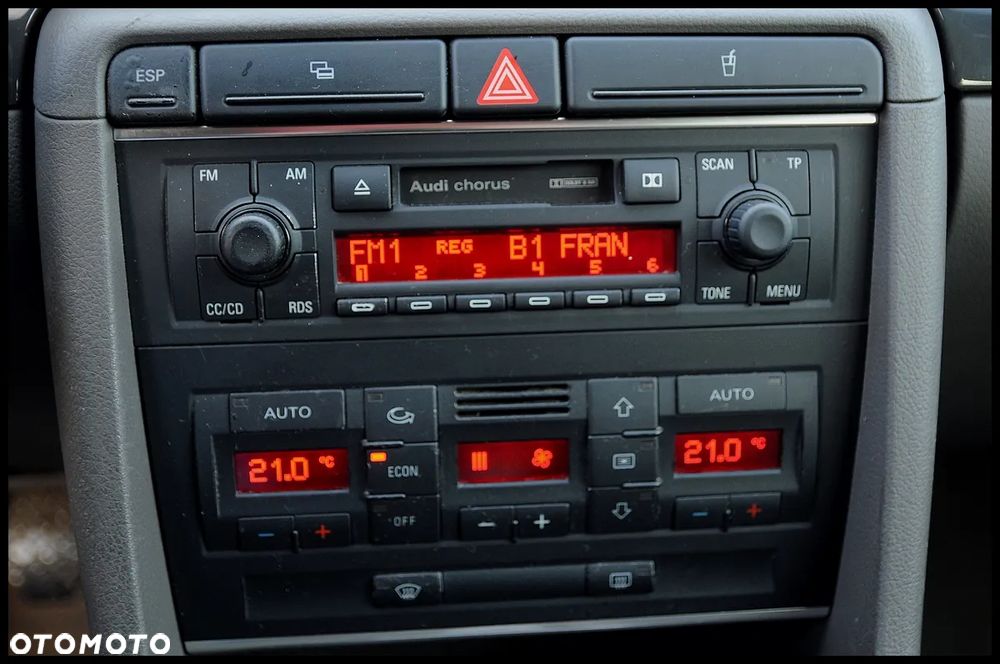 ESP
FM AM
Audi chorus
SCAN TP
FM1 REG B1 FRAN
1 2 3 4 5 6
CC/CD RDS
TONE MENU
AUTO
AUTO
21.0 °C
ECON
21.0 °C
OFF
- +
- +
- +
OTOMOTO